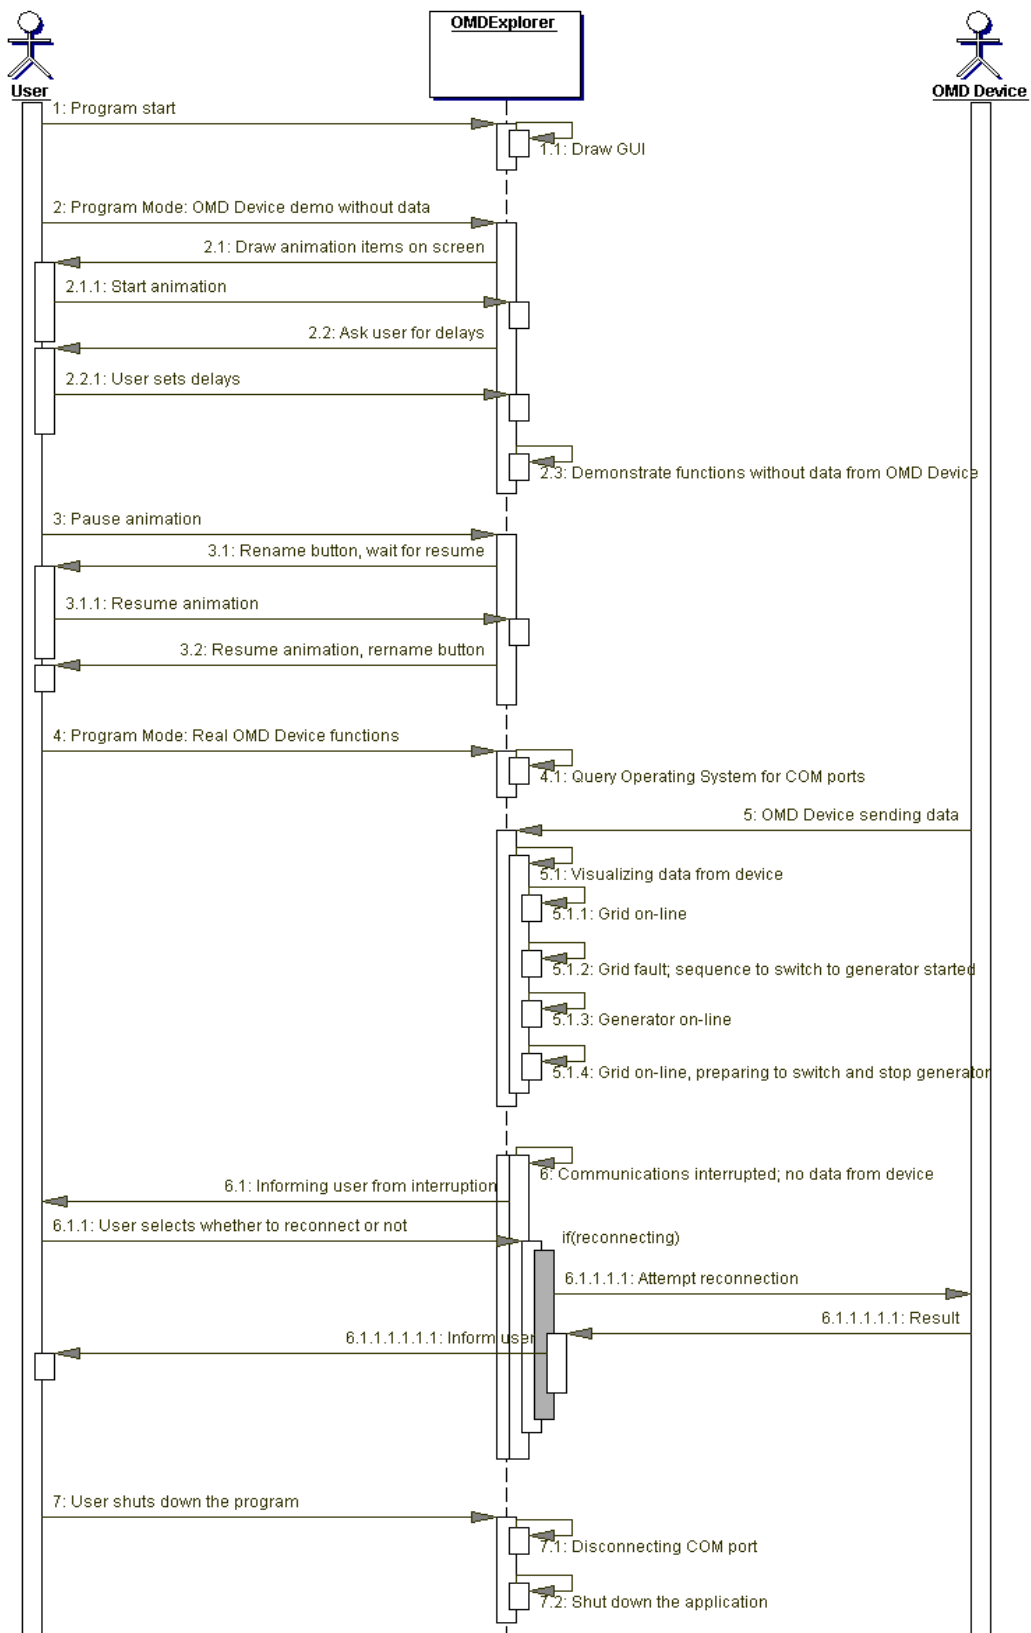 OMDExplorer
User
OMD Device
1: Program start
1.1: Draw GUI
2: Program Mode: OMD Device demo without data
2.1: Draw animation items on screen
2.1.1: Start animation
2.2: Ask user for delays
2.2.1: User sets delays
2.3: Demonstrate functions without data from OMD Device
3: Pause animation
3.1: Rename button, wait for resume
3.1.1: Resume animation
3.2: Resume animation, rername button
4: Program Mode: Real OMD Device functions
4.1: Query Operating System for COM ports
5: OMD Device sending data
5.1: Visualizing data from device
5.1.1: Grid on-line
5.1.2: Grid fault; sequence to switch to generator started
5.1.3: Generator on-line
5.1.4: Grid on-line, preparing to switch and stop generator
6: Communications interrupted; no data from device
6.1: Informing user from interruption
6.1.1: User selects whether to reconnect or not
if(reconnecting)
6.1.1.1.1: Attempt reconnection
6.1.1.1.1.1: Result
6.1.1.1.1.1.1: Inform user
7: User shuts down the program
7.1: Disconnecting COM port
7.2: Shut down the application